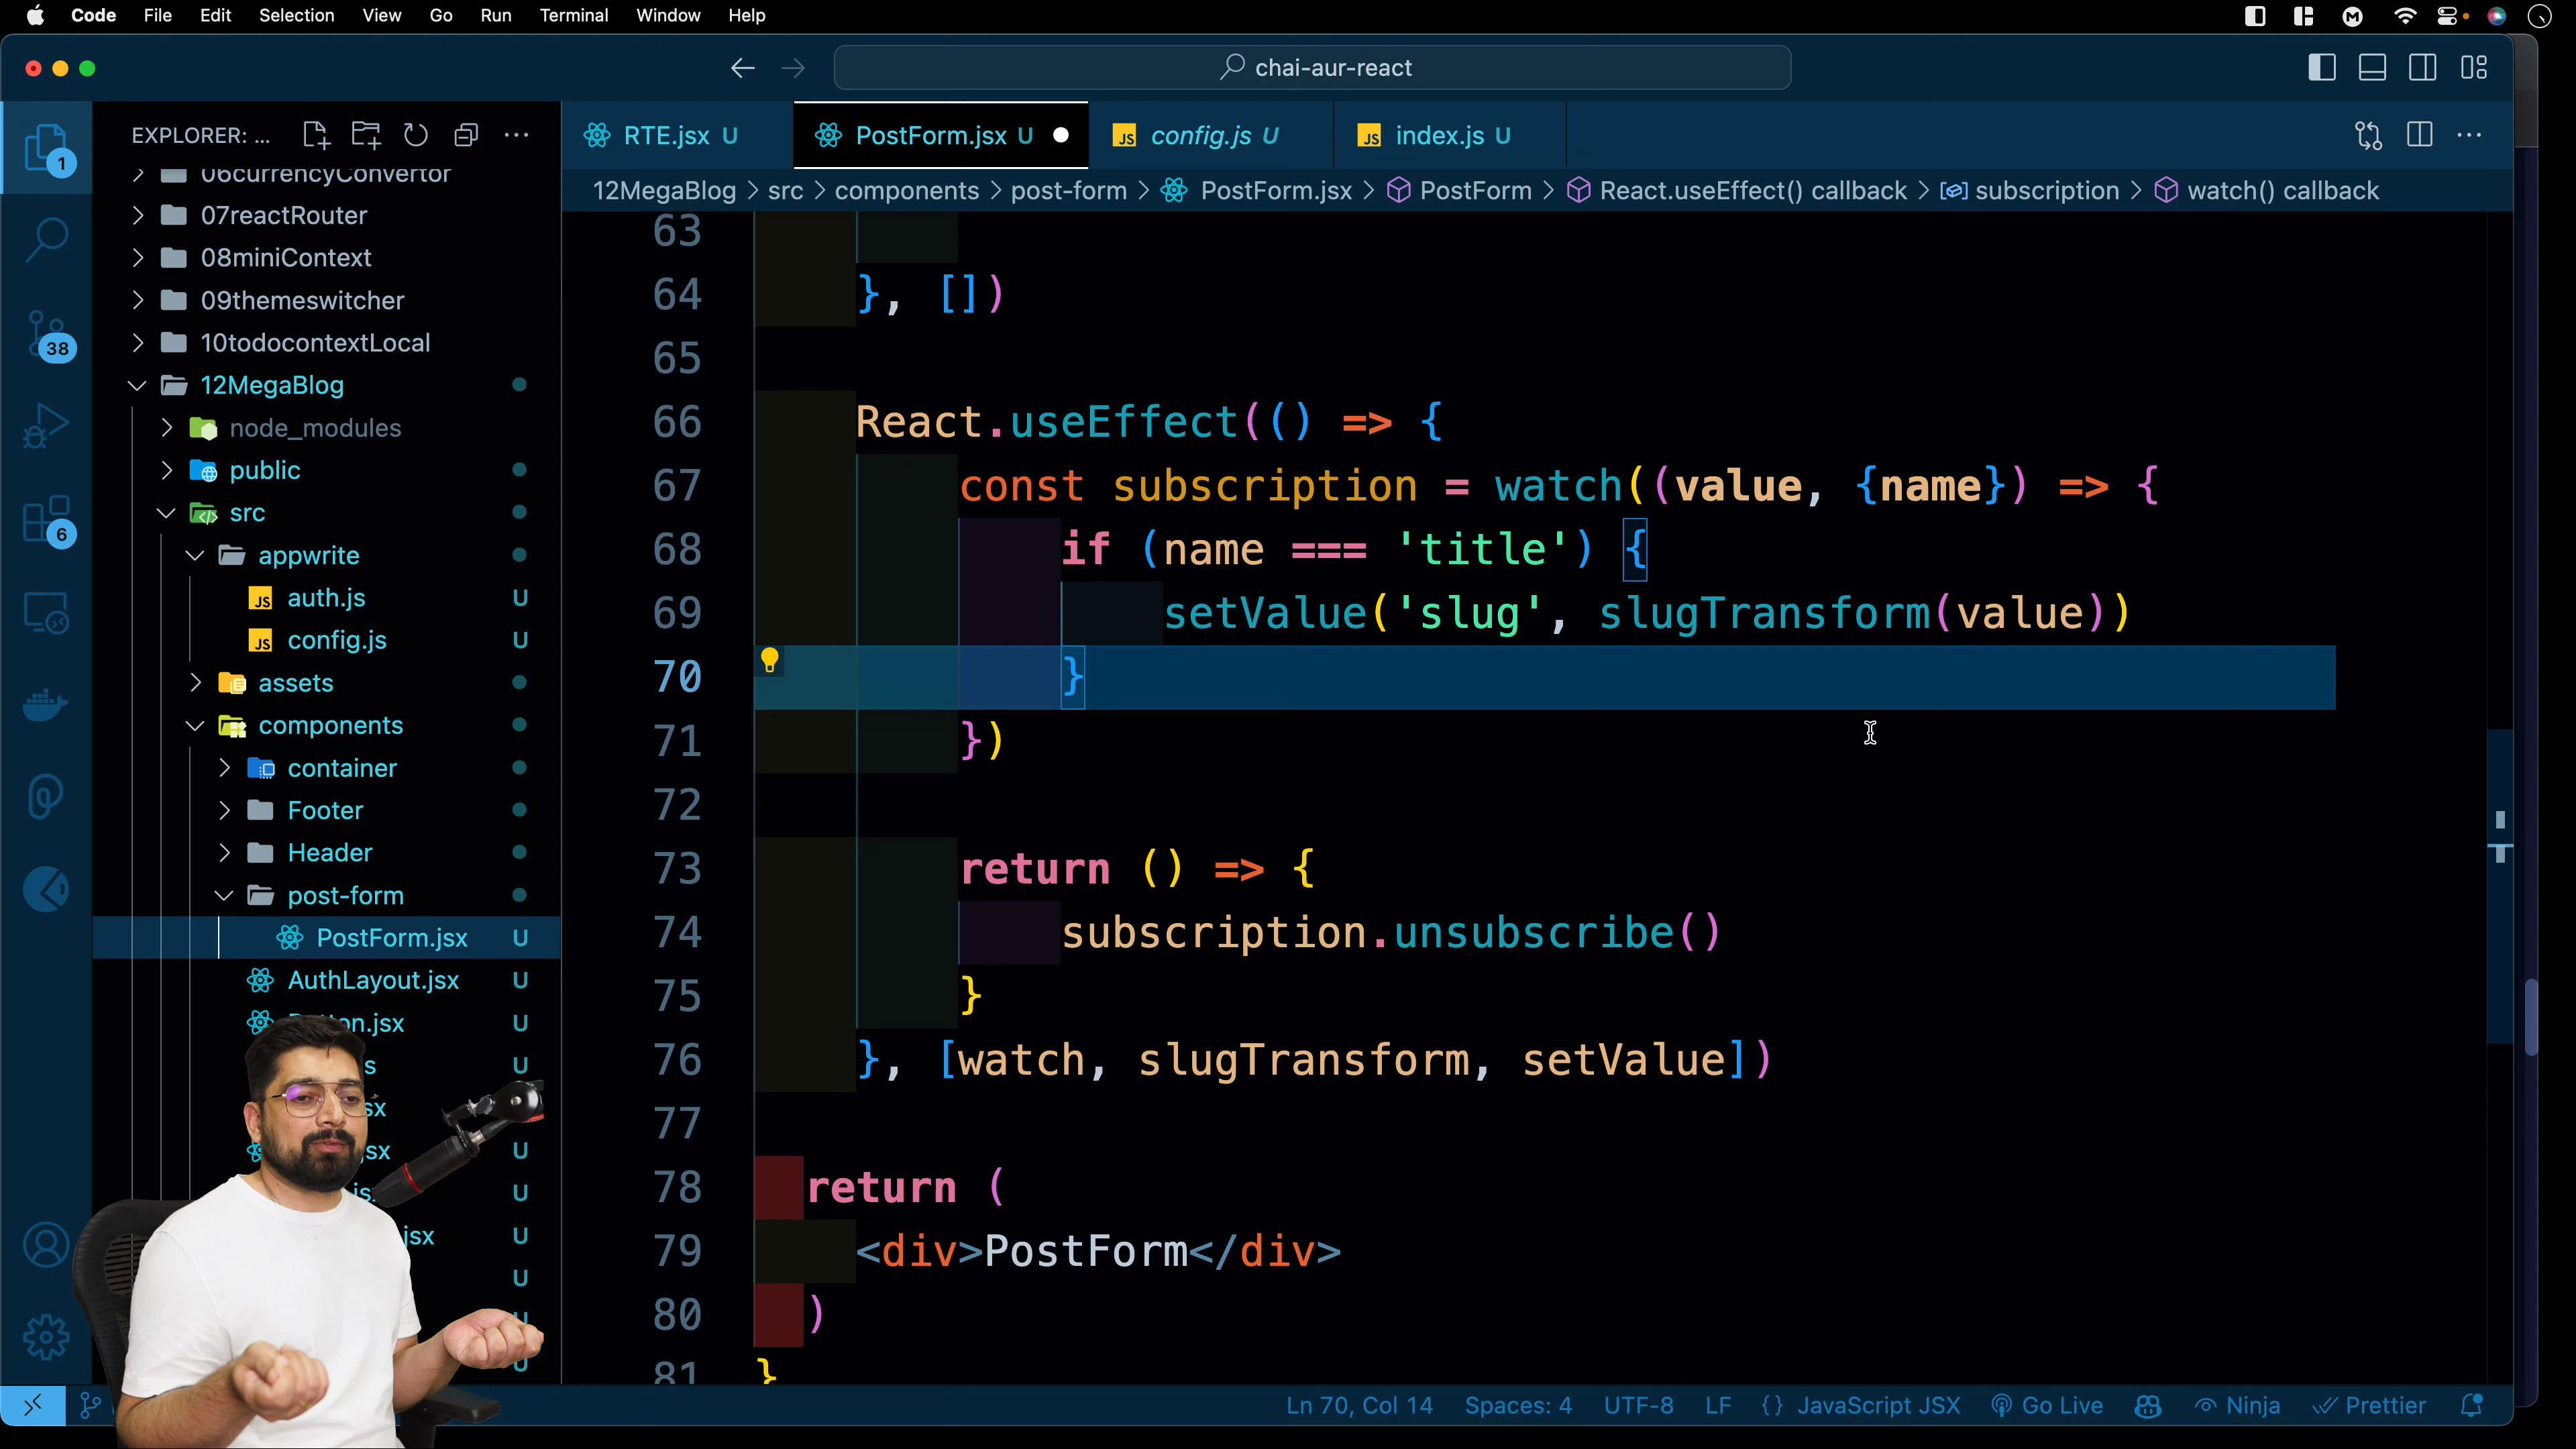 Code File Edit Selection View Go Run Terminal Window Help
chai-aur-react
EXPLORER: ...
RTE.jsx U
PostForm.jsx U
config.js U
index.js U
12MegaBlog > src > components > post-form > PostForm.jsx > PostForm > React.useEffect() callback > subscription > watch() callback
1
38
6
06currencyConvertor
07reactRouter
08miniContext
09themeswitcher
10todocontextLocal
12MegaBlog
node_modules
public
src
appwrite
auth.js U
config.js U
assets
components
container
Footer
Header
post-form
PostForm.jsx U
AuthLayout.jsx U
U
U
U
U
U
jsx U
U
63
64 }, [])
65
66 React.useEffect(() => {
67 const subscription = watch((value, {name}) => {
68 if (name === 'title') {
69 setValue('slug', slugTransform(value))
70 }
71 })
72
73 return () => {
74 subscription.unsubscribe()
75 }
76 }, [watch, slugTransform, setValue])
77
78 return (
79 <div>PostForm</div>
80 )
81 }
Ln 70, Col 14 Spaces: 4 UTF-8 LF {} JavaScript JSX Go Live Ninja Prettier